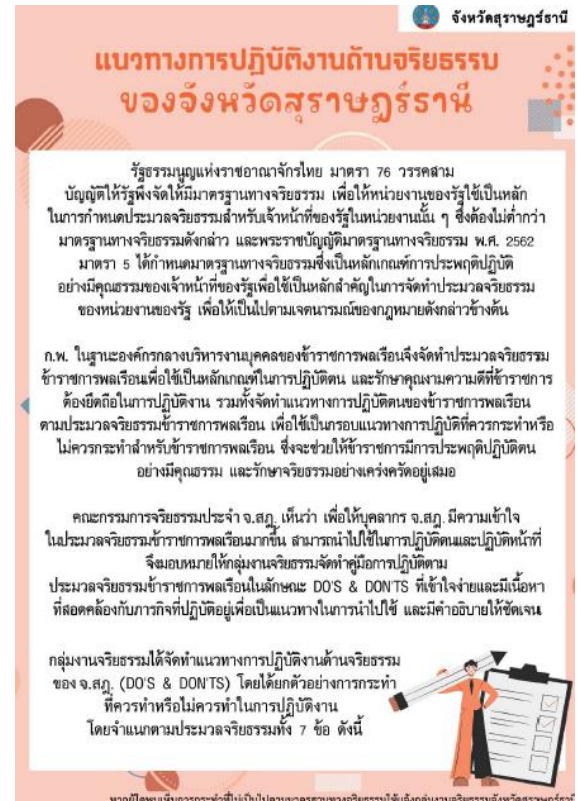 จังหวัดสุราษฎร์ธานี
แนวทางการปฏิบัติงานด้านจริยธรรม
ของจังหวัดสุราษฎร์ธานี
รัฐธรรมนูญแห่งราชอาณาจักรไทย มาตรา 76 วรรคสาม
บัญญัติให้รัฐพึงจัดให้มีมาตรฐานทางจริยธรรม เพื่อให้หน่วยงานของรัฐใช้เป็นหลัก
ในการกำหนดประมวลจริยธรรมสำหรับเจ้าหน้าที่ของรัฐในหน่วยงานนั้น ๆ ซึ่งต้องไม่ต่ำกว่า
มาตรฐานทางจริยธรรมดังกล่าว และพระราชบัญญัติมาตรฐานทางจริยธรรม พ.ศ. 2562
มาตรา 5 ได้กำหนดมาตรฐานทางจริยธรรมซึ่งเป็นหลักเกณฑ์การประพฤติปฏิบัติ
อย่างมีคุณธรรมของเจ้าหน้าที่ของรัฐเพื่อใช้เป็นหลักสำคัญในการจัดทำประมวลจริยธรรม
ของหน่วยงานของรัฐ เพื่อให้เป็นไปตามเจตนารมณ์ของกฎหมายดังกล่าวข้างต้น
ก.พ. ในฐานะองค์กรกลางบริหารงานบุคคลของข้าราชการพลเรือนจึงจัดทำประมวลจริยธรรม
ข้าราชการพลเรือนเพื่อใช้เป็นหลักเกณฑ์ในการปฏิบัติตน และรักษาคุณงามความดีที่ข้าราชการ
ต้องยึดถือในการปฏิบัติงาน รวมทั้งจัดทำแนวทางการปฏิบัติตนของข้าราชการพลเรือน
ตามประมวลจริยธรรมข้าราชการพลเรือน เพื่อใช้เป็นกรอบแนวทางการปฏิบัติที่ควรกระทำหรือ
ไม่ควรกระทำสำหรับข้าราชการพลเรือน ซึ่งจะช่วยให้ข้าราชการมีการประพฤติปฏิบัติตน
อย่างมีคุณธรรม และรักษาจริยธรรมอย่างเคร่งครัดอยู่เสมอ
คณะกรรมการจริยธรรมประจำ จ.สฎ. เห็นว่า เพื่อให้บุคลากร จ.สฎ. มีความเข้าใจ
ในประมวลจริยธรรมข้าราชการพลเรือนมากขึ้น สามารถนำไปใช้ในการปฏิบัติตนและปฏิบัติหน้าที่
จึงมอบหมายให้กลุ่มงานจริยธรรมจัดทำคู่มือการปฏิบัติตาม
ประมวลจริยธรรมข้าราชการพลเรือนในลักษณะ DO'S & DON'TS ที่เข้าใจง่ายและมีเนื้อหา
ที่สอดคล้องกับภารกิจที่ปฏิบัติอยู่เพื่อเป็นแนวทางในการนำไปใช้ และมีคำอธิบายให้ชัดเจน
กลุ่มงานจริยธรรมได้จัดทำแนวทางการปฏิบัติงานด้านจริยธรรม
ของ จ.สฎ. (DO'S & DON'TS) โดยได้ยกตัวอย่างการกระทำ
ที่ควรทำหรือไม่ควรทำในการปฏิบัติงาน
โดยจำแนกตามประมวลจริยธรรมทั้ง 7 ข้อ ดังนี้